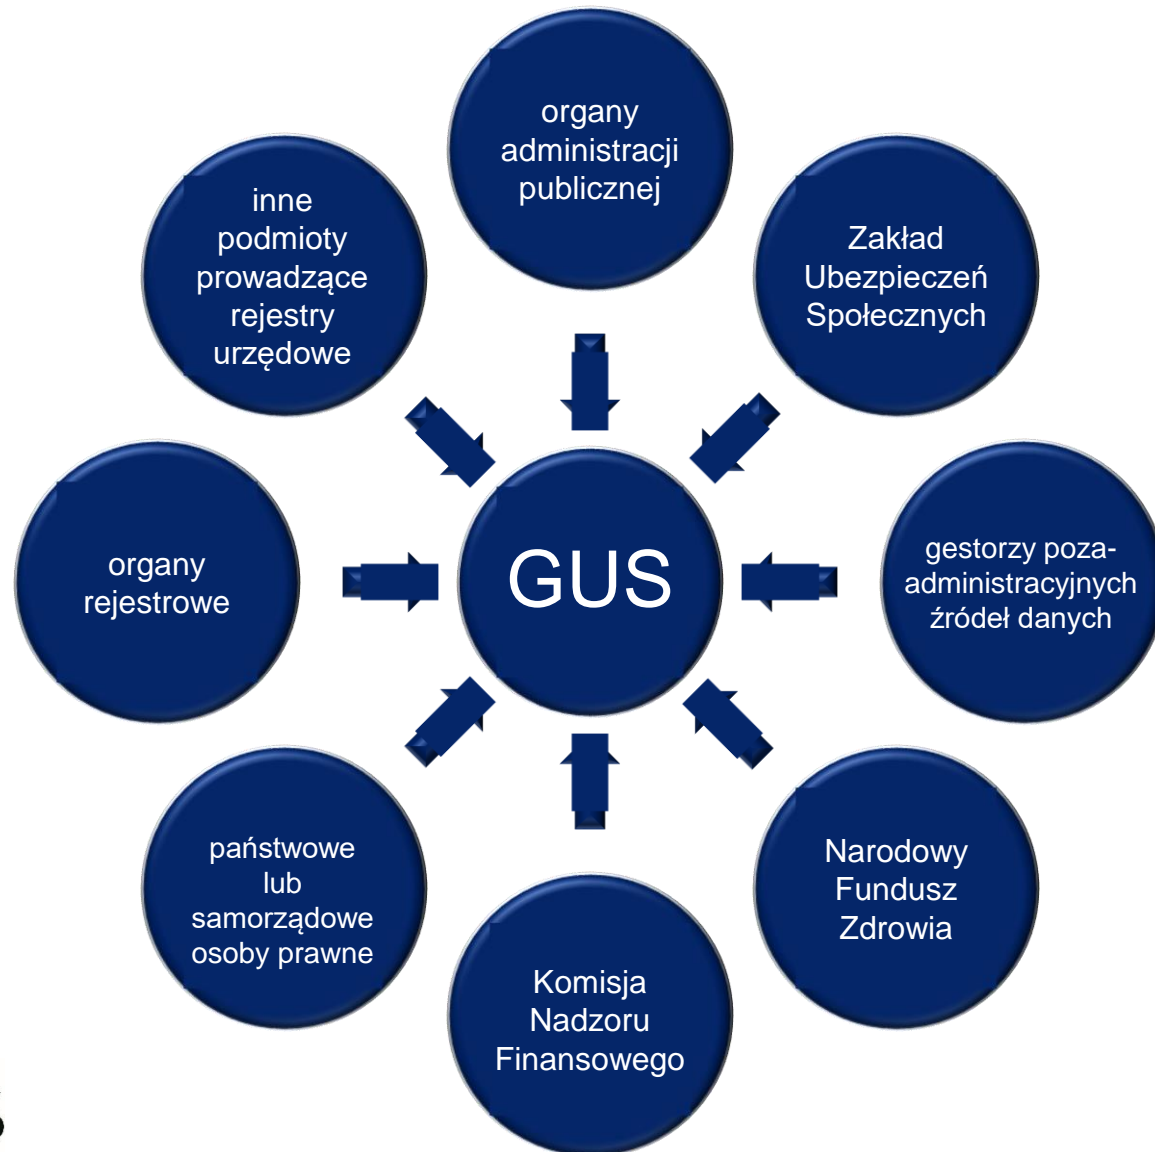 organy
administracji
publicznej
Zakład
Ubezpieczeń
Społecznych
gestorzy poza-
administracyjnych
źródeł danych
Narodowy
Fundusz
Zdrowia
Komisja
Nadzoru
Finansowego
państwowe
lub
samorządowe
osoby prawne
organy
rejestrowe
inne
podmioty
prowadzące
rejestry
urzędowe
GUS